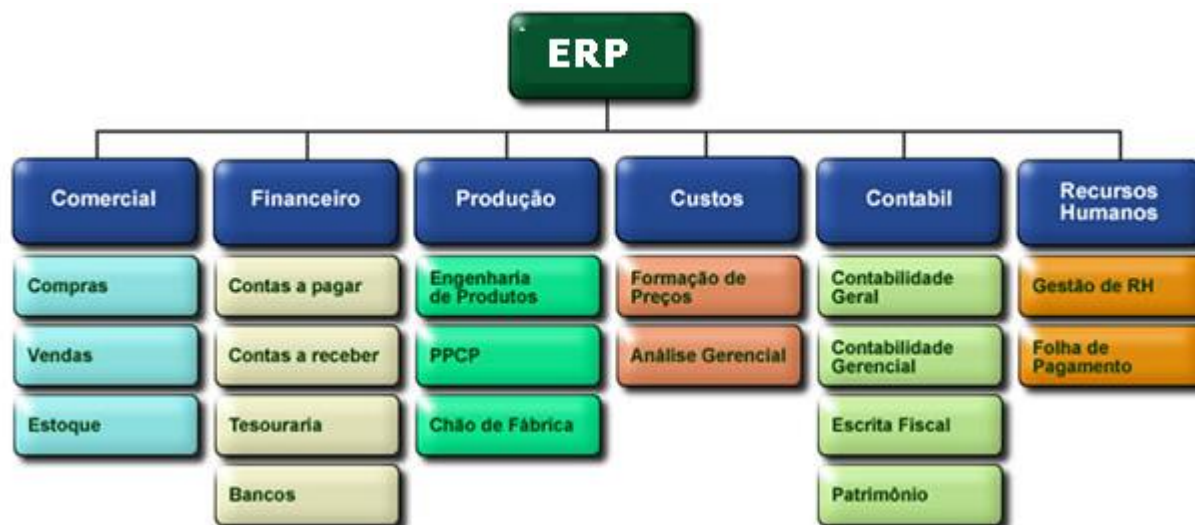 ERP
Comercial
Financeiro
Produção
Custos
Contabil
Recursos
Humanos
Compras
Contas a pagar
Engenharia
de Produtos
Formação de
Preços
Contabilidade
Geral
Gestão de RH
Vendas
Contas a receber
PPCP
Análise Gerencial
Contabilidade
Gerencial
Folha de
Pagamento
Estoque
Tesouraria
Chão de Fábrica
Escrita Fiscal
Bancos
Patrimônio